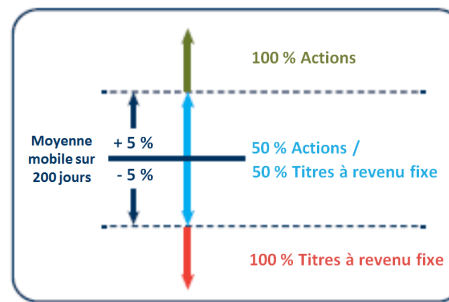 100 % Actions
Moyenne
mobile sur
200 jours
+ 5 %
- 5 %
50 % Actions /
50 % Titres à revenu fixe
100 % Titres à revenu fixe